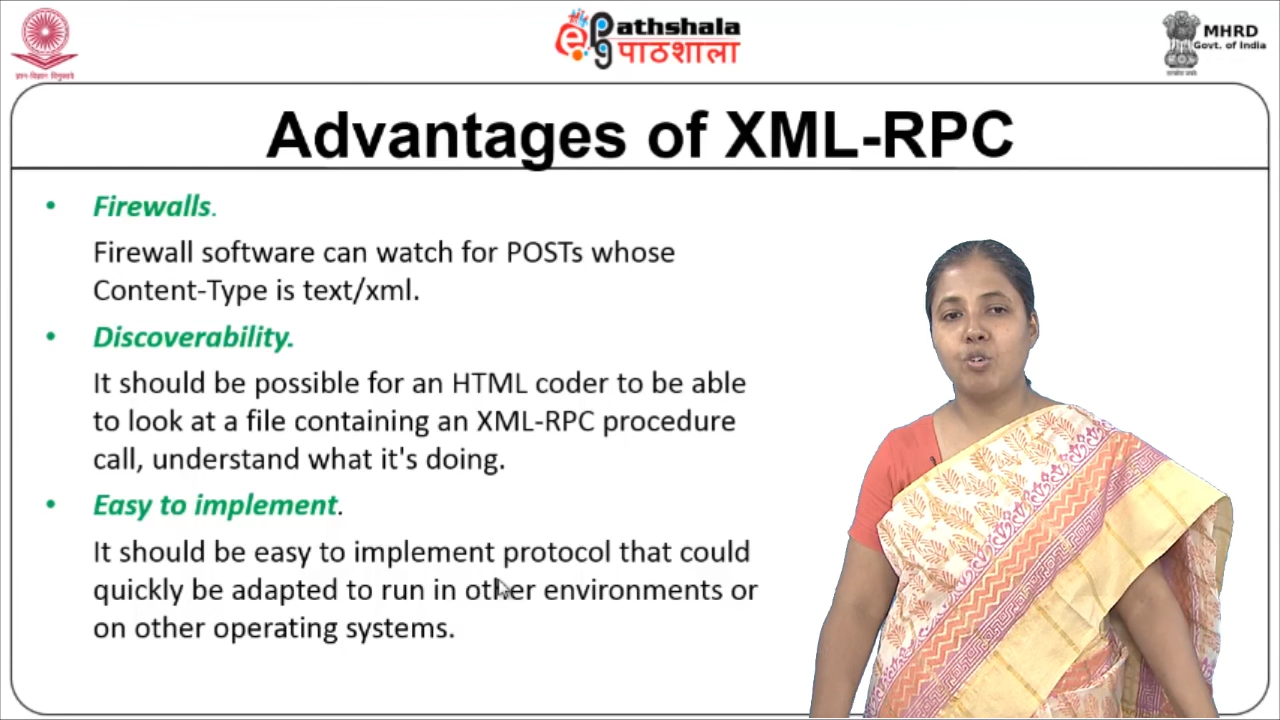 ePathshala
पाठशाला
MHRD
Govt. of India
Advantages of XML-RPC
• Firewalls.
Firewall software can watch for POSTs whose
Content-Type is text/xml.
• Discoverability.
It should be possible for an HTML coder to be able
to look at a file containing an XML-RPC procedure
call, understand what it's doing.
• Easy to implement.
It should be easy to implement protocol that could
quickly be adapted to run in other environments or
on other operating systems.